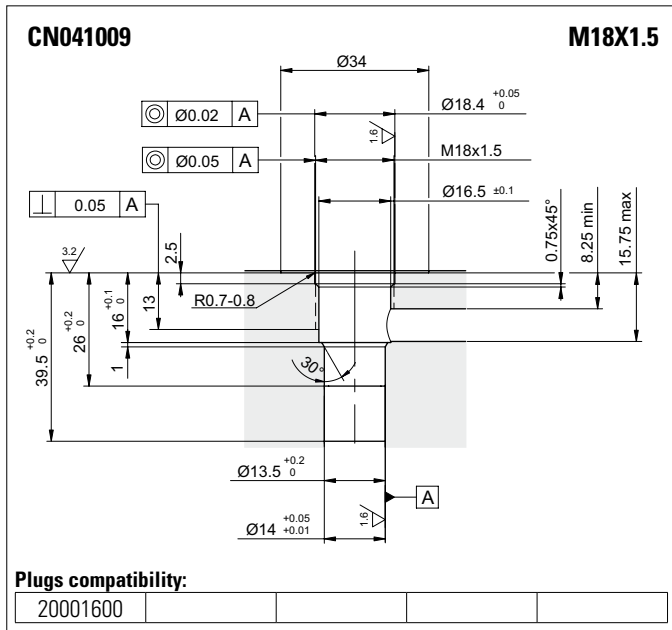 CN041009 M18X1.5
Ø34
Ø0.02 A
Ø18.4 +0.05 0
1.6
Ø0.05 A
M18x1.5
Ø16.5 ±0.1
0.05 A
3.2
2.5
0.75x45°
8.25 min
15.75 max
R0.7-0.8
13
16 +0.1 0
26 +0.2 0
39.5 +0.2 0
1
30°
Ø13.5 +0.2 0
A
1.6
Ø14 +0.05 +0.01
Plugs compatibility:
20001600